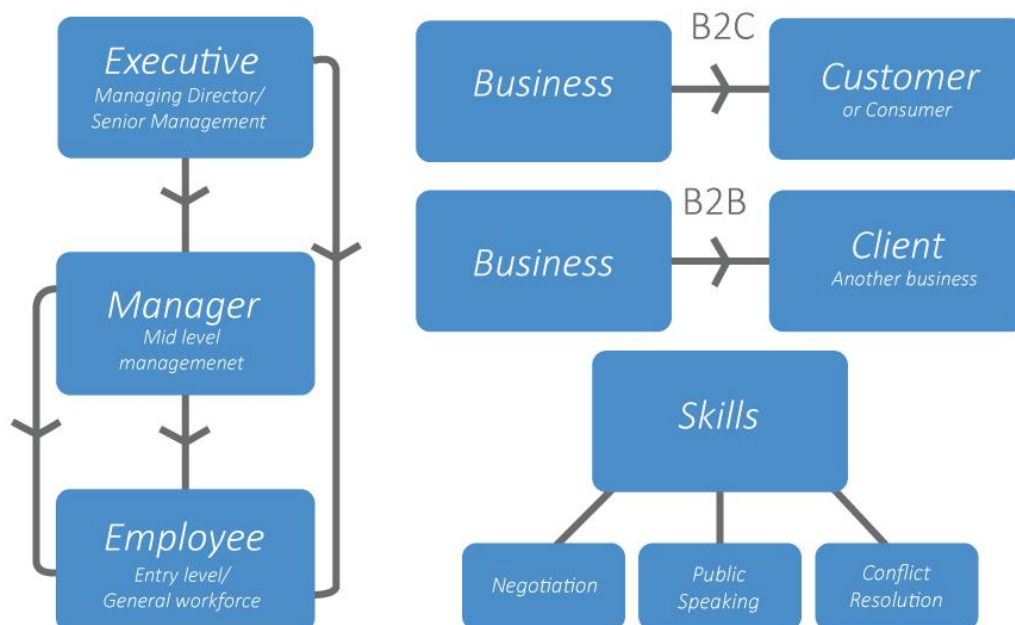 Executive
Managing Director/
Senior Management
Manager
Mid level
managemenet
Employee
Entry level/
General workforce
B2C
Business
Customer
or Consumer
B2B
Business
Client
Another business
Skills
Negotiation
Public
Speaking
Conflict
Resolution